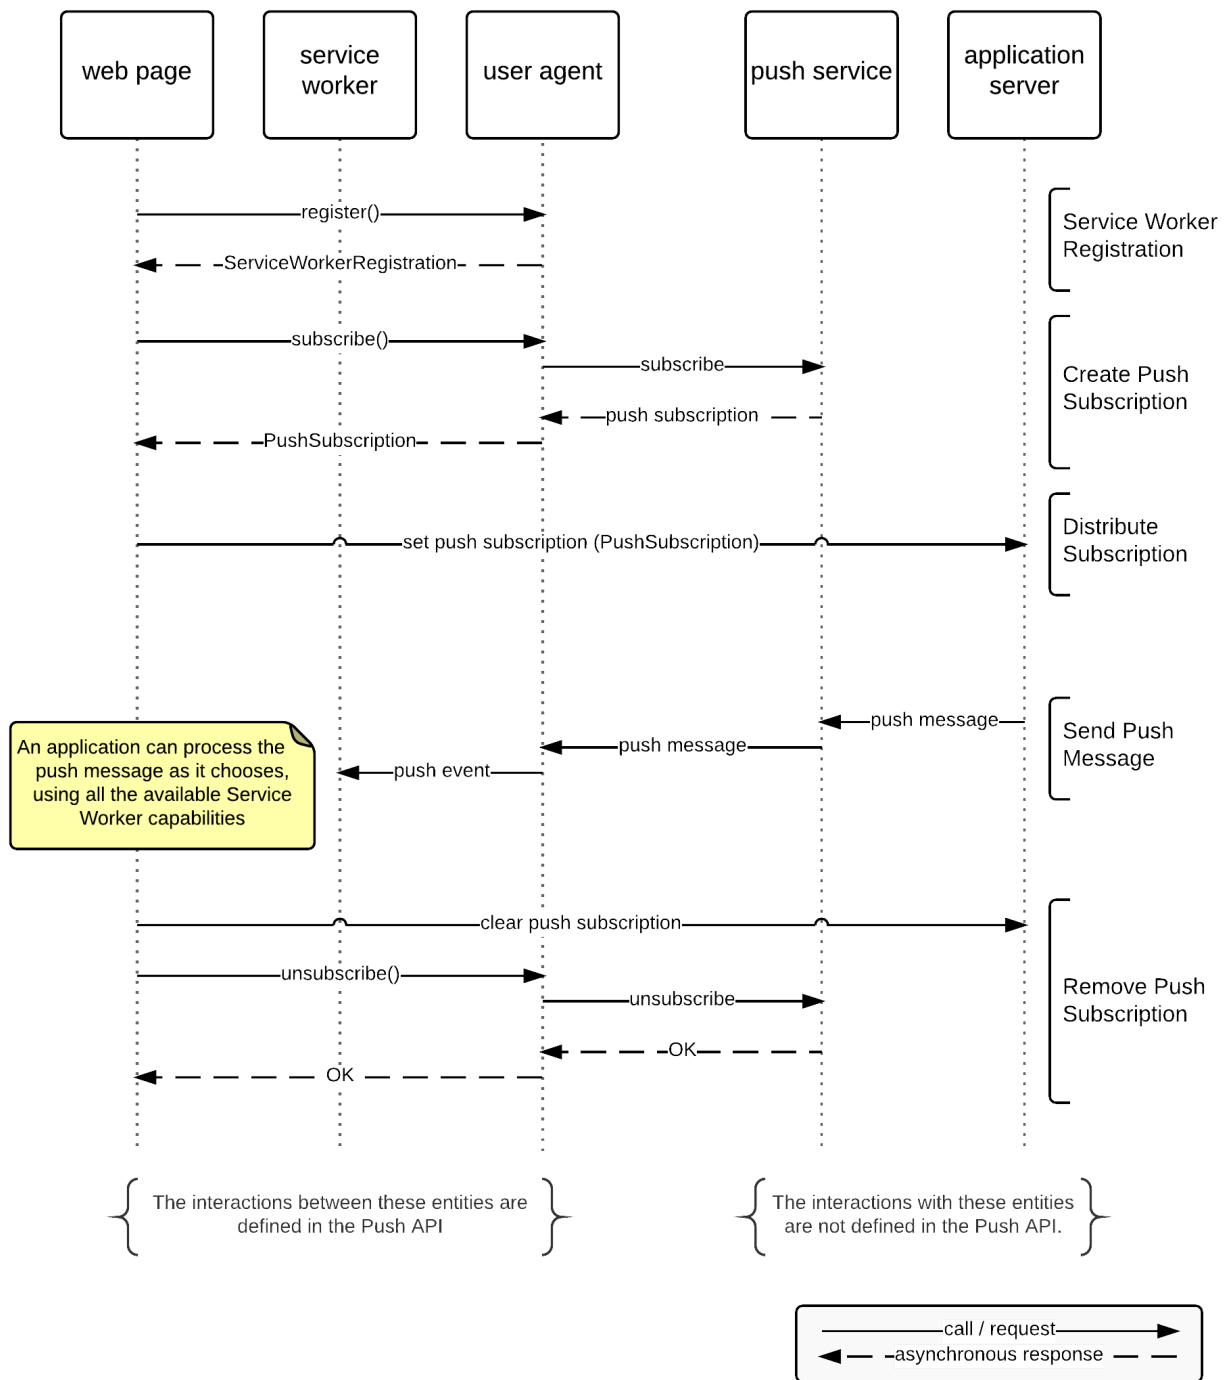 web page
service
worker
user agent
push service
application
server
register()
Service Worker
Registration
ServiceWorkerRegistration
subscribe()
subscribe
Create Push
Subscription
push subscription
PushSubscription
set push subscription (PushSubscription)
Distribute
Subscription
push message
Send Push
Message
push message
push event
An application can process the
push message as it chooses,
using all the available Service
Worker capabilities
clear push subscription
unsubscribe()
unsubscribe
Remove Push
Subscription
OK
OK
The interactions between these entities are
defined in the Push API
The interactions with these entities
are not defined in the Push API.
call / request
asynchronous response